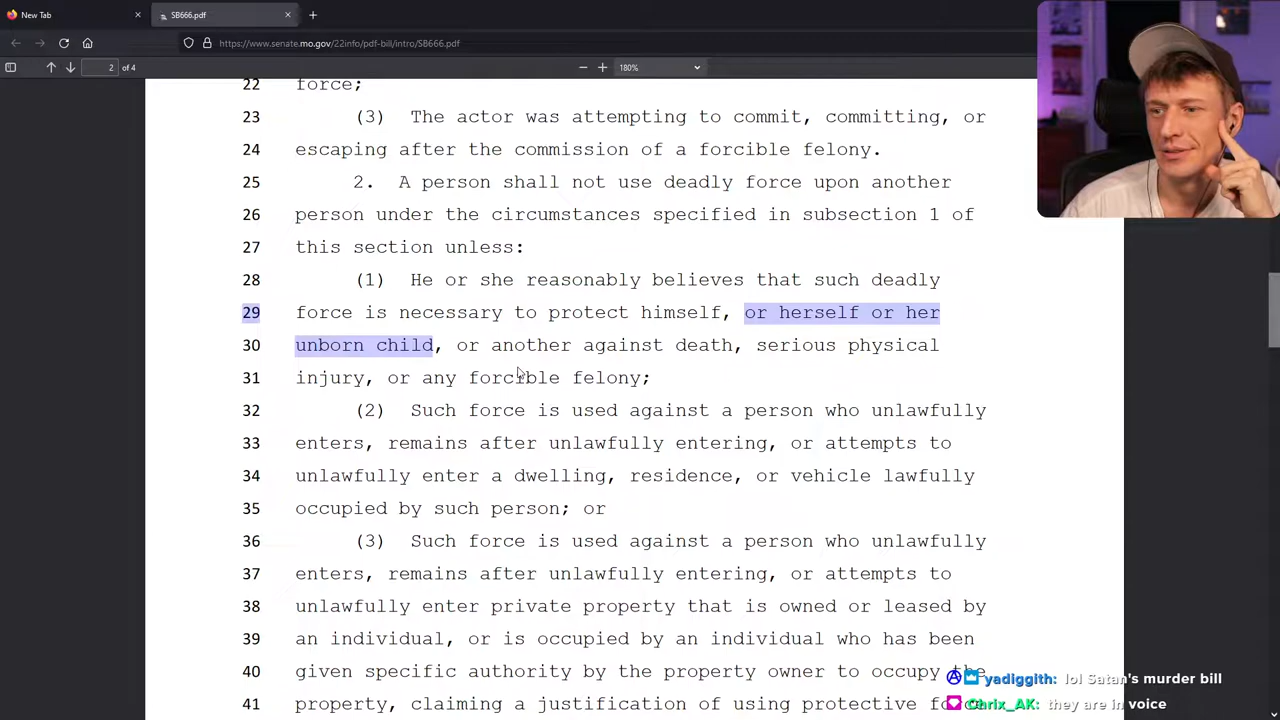 New Tab
SB666.pdf
https://www.senate.mo.gov/22info/pdf-bill/intro/SB666.pdf
2 of 4
180%
22 force;
23 (3) The actor was attempting to commit, committing, or
24 escaping after the commission of a forcible felony.
25 2. A person shall not use deadly force upon another
26 person under the circumstances specified in subsection 1 of
27 this section unless:
28 (1) He or she reasonably believes that such deadly
29 force is necessary to protect himself, or herself or her
30 unborn child, or another against death, serious physical
31 injury, or any forcible felony;
32 (2) Such force is used against a person who unlawfully
33 enters, remains after unlawfully entering, or attempts to
34 unlawfully enter a dwelling, residence, or vehicle lawfully
35 occupied by such person; or
36 (3) Such force is used against a person who unlawfully
37 enters, remains after unlawfully entering, or attempts to
38 unlawfully enter private property that is owned or leased by
39 an individual, or is occupied by an individual who has been
40 given specific authority by the property owner to occupy the
41 property, claiming a justification of using protective force
yadiggith: lol Satan's murder bill
Chrix_AK: they are in voice